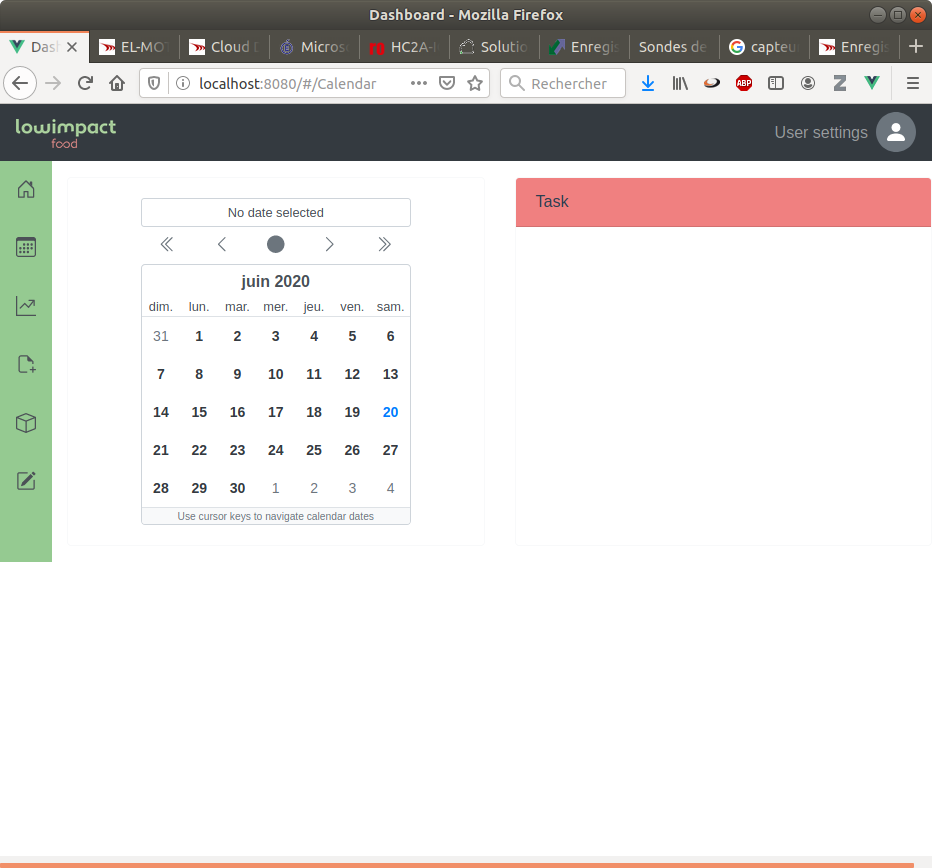 Dashboard - Mozilla Firefox
Das EL-MOT Cloud D Micros HC2A- Solutio Enregis Sondes de capteu Enregis
localhost:8080/#/Calendar Rechercher ABP
lowimpact
food
User settings
No date selected
Task
juin 2020
dim. lun. mar. mer. jeu. ven. sam.
31 1 2 3 4 5 6
7 8 9 10 11 12 13
14 15 16 17 18 19 20
21 22 23 24 25 26 27
28 29 30 1 2 3 4
Use cursor keys to navigate calendar dates